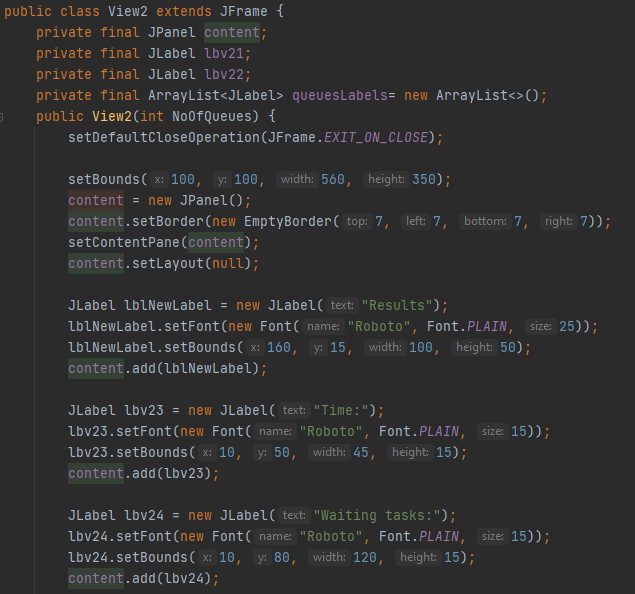 public class View2 extends JFrame {
private final JPanel content;
private final JLabel lbv21;
private final JLabel lbv22;
private final ArrayList<JLabel> queuesLabels= new ArrayList<>();
public View2(int NoOfQueues) {
setDefaultCloseOperation(JFrame.EXIT_ON_CLOSE);
setBounds( x: 100, y: 100, width: 560, height: 350);
content = new JPanel();
content.setBorder(new EmptyBorder( top: 7, left: 7, bottom: 7, right: 7));
setContentPane(content);
content.setLayout(null);
JLabel lblNewLabel = new JLabel( text: "Results");
lblNewLabel.setFont(new Font( name: "Roboto", Font.PLAIN, size: 25));
lblNewLabel.setBounds( x: 160, y: 15, width: 100, height: 50);
content.add(lblNewLabel);
JLabel lbv23 = new JLabel( text: "Time:");
lbv23.setFont(new Font( name: "Roboto", Font.PLAIN, size: 15));
lbv23.setBounds( x: 10, y: 50, width: 45, height: 15);
content.add(lbv23);
JLabel lbv24 = new JLabel( text: "Waiting tasks:");
lbv24.setFont(new Font( name: "Roboto", Font.PLAIN, size: 15));
lbv24.setBounds( x: 10, y: 80, width: 120, height: 15);
content.add(lbv24);